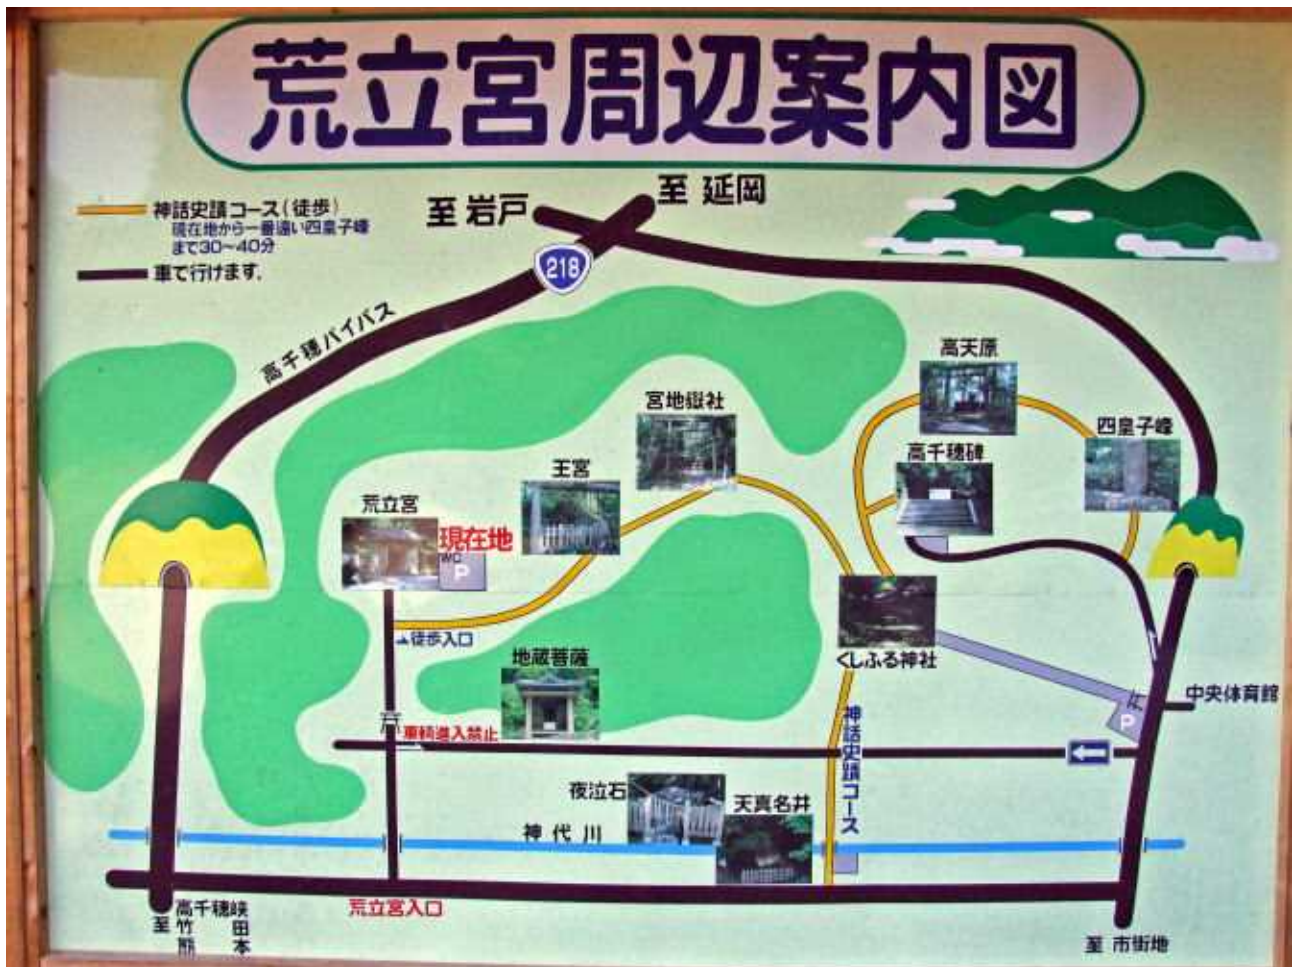 荒立宮周辺案内図
至 岩戸
至 延岡
神話史蹟コース(徒歩)
現在地から一番遠い四皇子峰
まで30〜40分
車で行けます.
218
高千穂バイパス
高天原
宮地嶽社
四皇子峰
高千穂碑
王宮
荒立宮
現在地
WC
P
徒歩入口
くしふる神社
地蔵菩薩
中央体育館
P
車輌進入禁止
神話史蹟コース
夜泣石
天真名井
神代川
荒立宮入口
至
高千穂峡
竹田
熊本
至 市街地